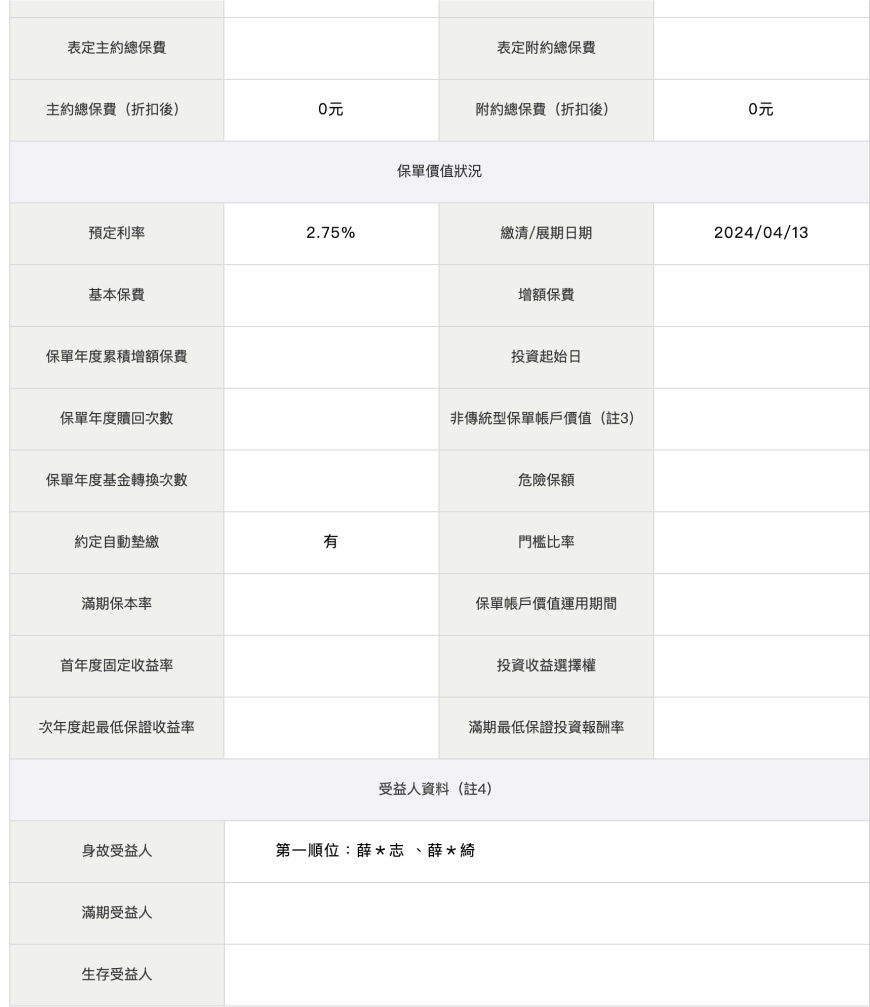 表定主約總保費 表定附約總保費
主約總保費（折扣後） 0元 附約總保費（折扣後） 0元
保單價值狀況
預定利率 2.75% 繳清/展期日期 2024/04/13
基本保費 增額保費
保單年度累積增額保費 投資起始日
保單年度贖回次數 非傳統型保單帳戶價值（註3）
保單年度基金轉換次數 危險保額
約定自動墊繳 有 門檻比率
滿期保本率 保單帳戶價值運用期間
首年度固定收益率 投資收益選擇權
次年度起最低保證收益率 滿期最低保證投資報酬率
受益人資料（註4）
身故受益人 第一順位：薛＊志 、薛＊綺
滿期受益人
生存受益人